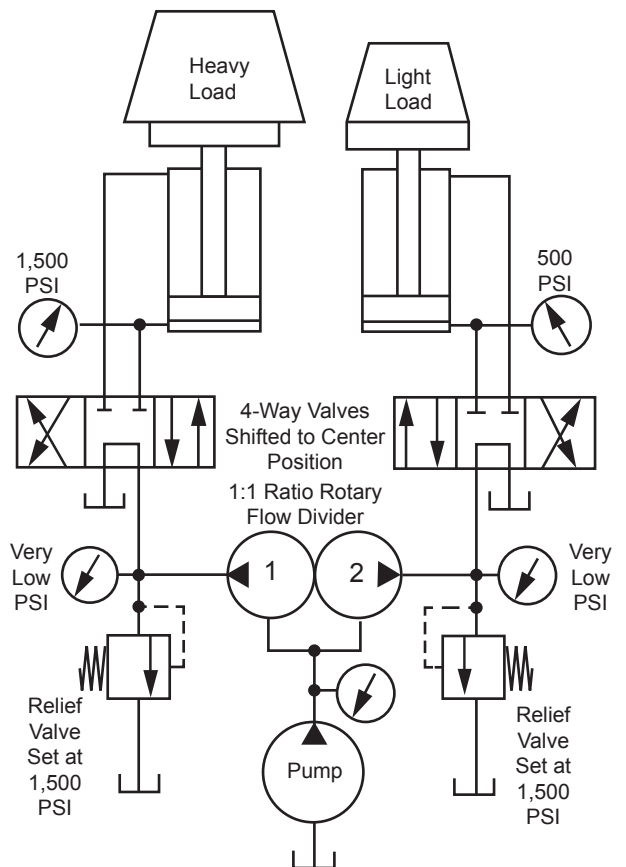 Heavy
Load
Light
Load
1,500
PSI
500
PSI
4-Way Valves
Shifted to Center
Position
1:1 Ratio Rotary
Flow Divider
Very
Low
PSI
1
2
Very
Low
PSI
Relief
Valve
Set at
1,500
PSI
Pump
Relief
Valve
Set at
1,500
PSI